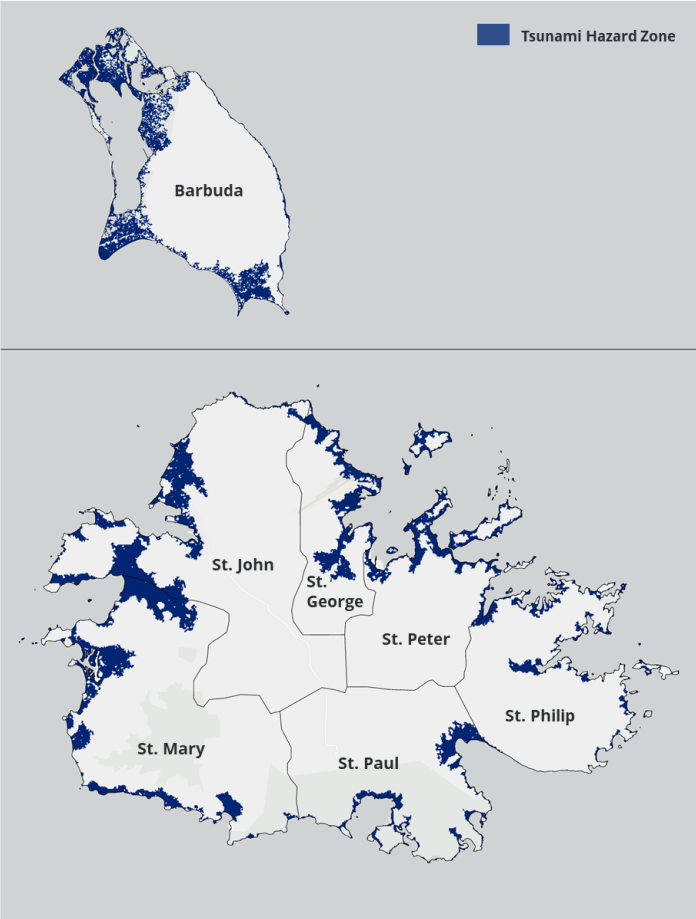 Tsunami Hazard Zone
Barbuda
St. John
St.
George
St. Peter
St. Philip
St. Mary
St. Paul